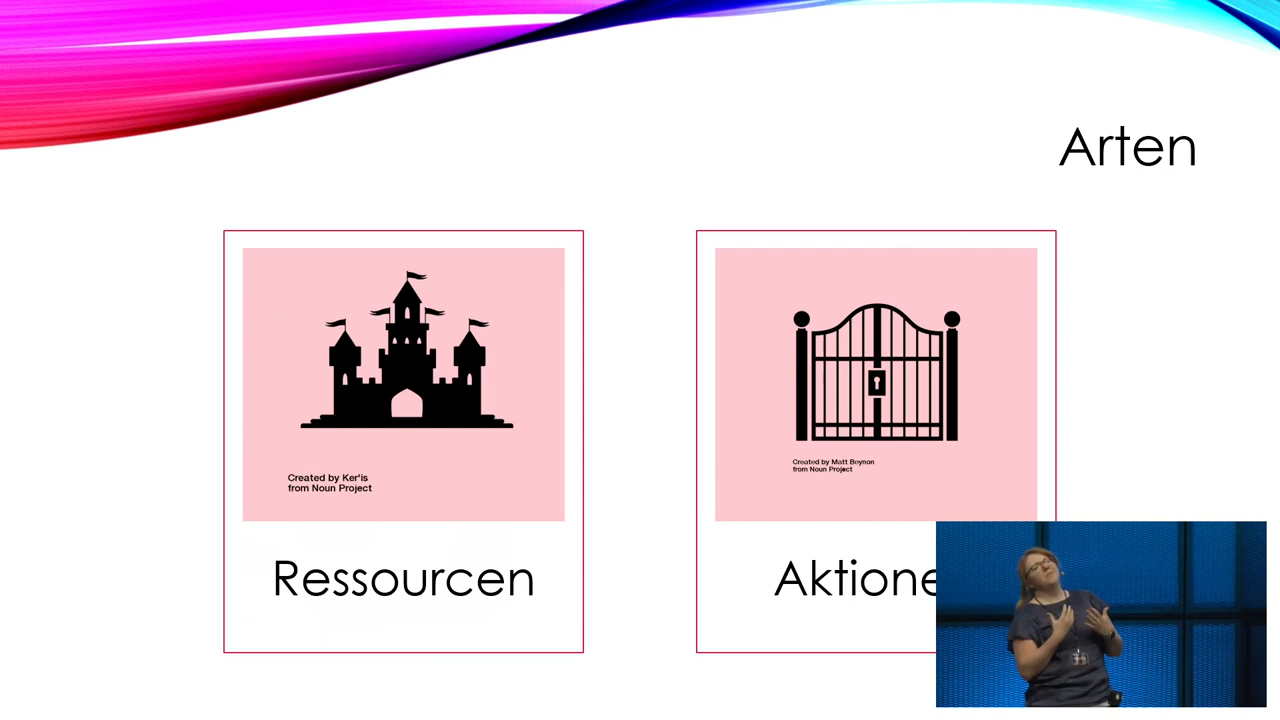 Arten
Created by Ker'is
from Noun Project
Created by Matt Beynon
from Noun Project
Ressourcen
Aktione